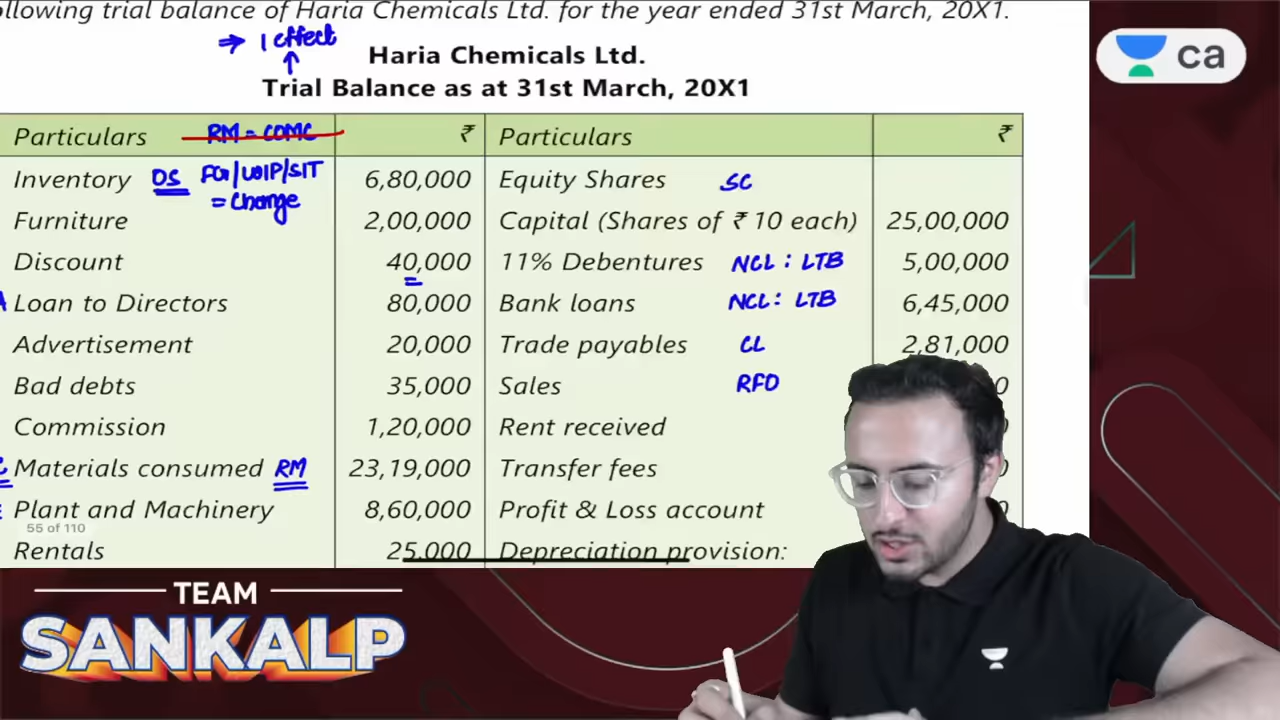 ollowing trial balance of Haria Chemicals Ltd. for the year ended 31st March, 20X1.
⇒ 1 effect
↑
Haria Chemicals Ltd.
Trial Balance as at 31st March, 20X1
ca
Particulars RM = COMC ₹ Particulars ₹
Inventory OS FG/WIP/SIT = Change 6,80,000 Equity Shares SC
Furniture 2,00,000 Capital (Shares of ₹ 10 each) 25,00,000
Discount 40,000 11% Debentures NCL : LTB 5,00,000
A Loan to Directors 80,000 Bank loans NCL : LTB 6,45,000
Advertisement 20,000 Trade payables CL 2,81,000
Bad debts 35,000 Sales RFO 0
Commission 1,20,000 Rent received
Materials consumed RM 23,19,000 Transfer fees
Plant and Machinery 8,60,000 Profit & Loss account
55 of 110
Rentals 25,000 Depreciation provision:
TEAM
SANKALP